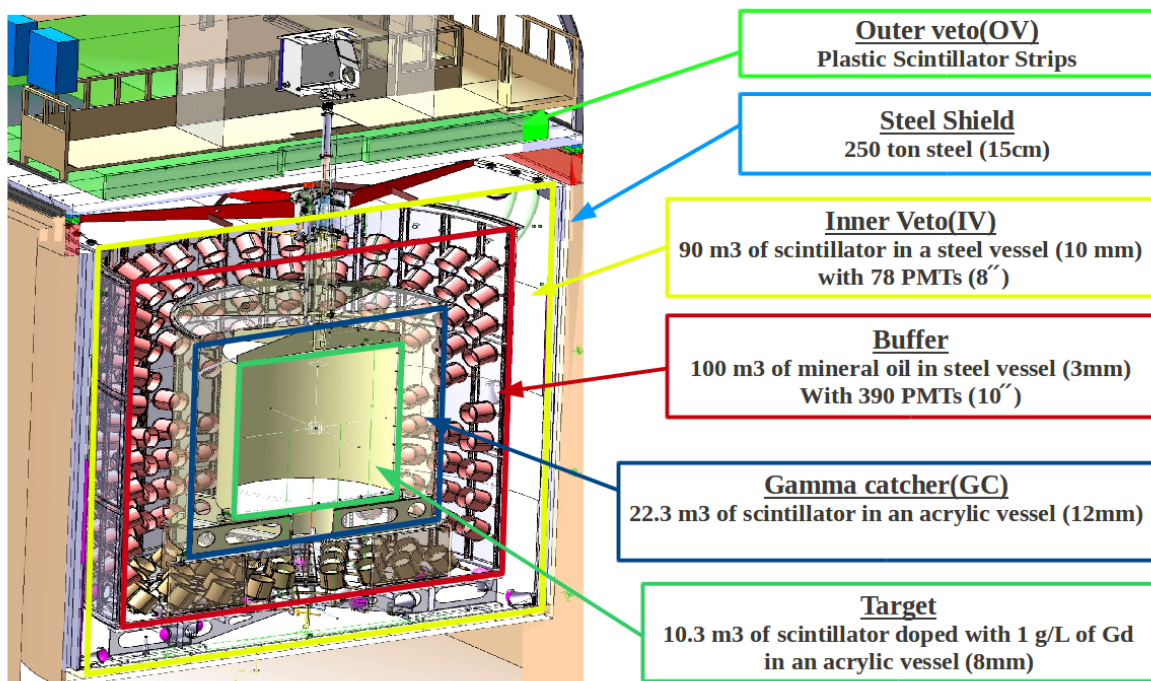 Outer veto(OV)
Plastic Scintillator Strips
Steel Shield
250 ton steel (15cm)
Inner Veto(IV)
90 m3 of scintillator in a steel vessel (10 mm)
with 78 PMTs (8˝)
Buffer
100 m3 of mineral oil in steel vessel (3mm)
With 390 PMTs (10˝)
Gamma catcher(GC)
22.3 m3 of scintillator in an acrylic vessel (12mm)
Target
10.3 m3 of scintillator doped with 1 g/L of Gd
in an acrylic vessel (8mm)